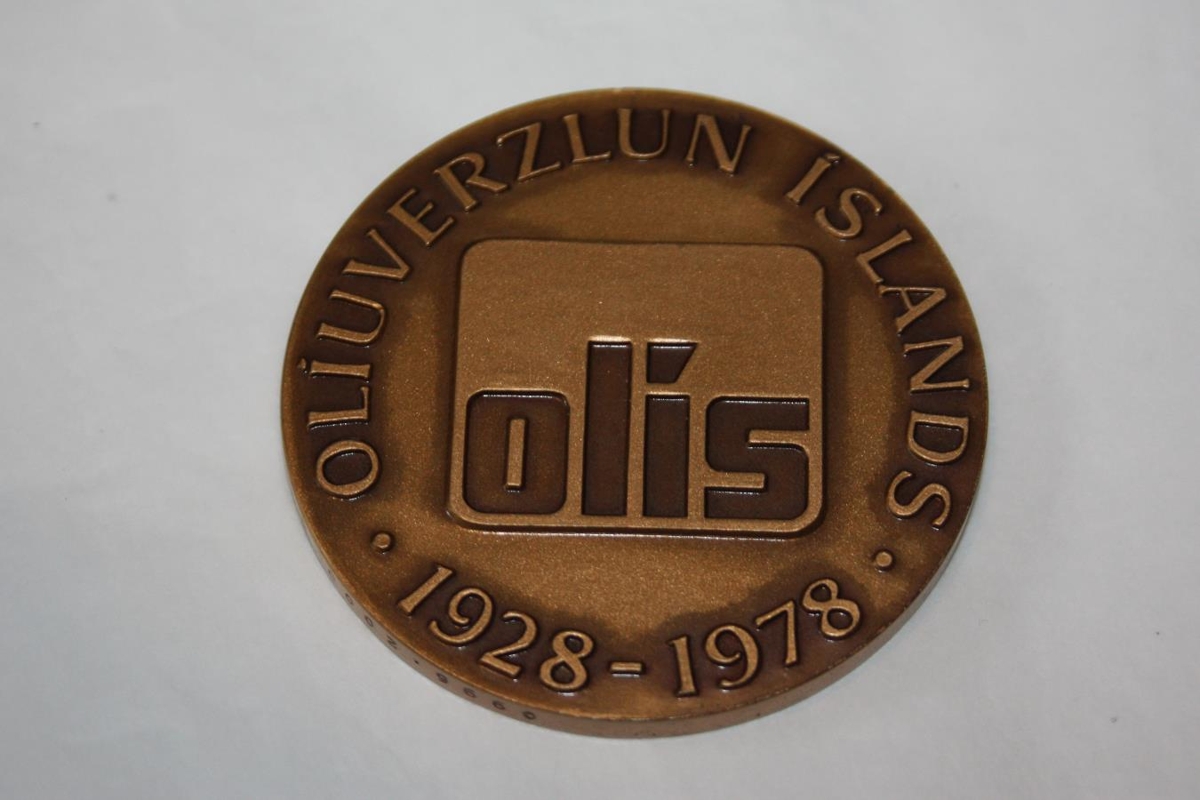 OLÍUVERZLUN ÍSLANDS
olís
· 1928-1978 ·